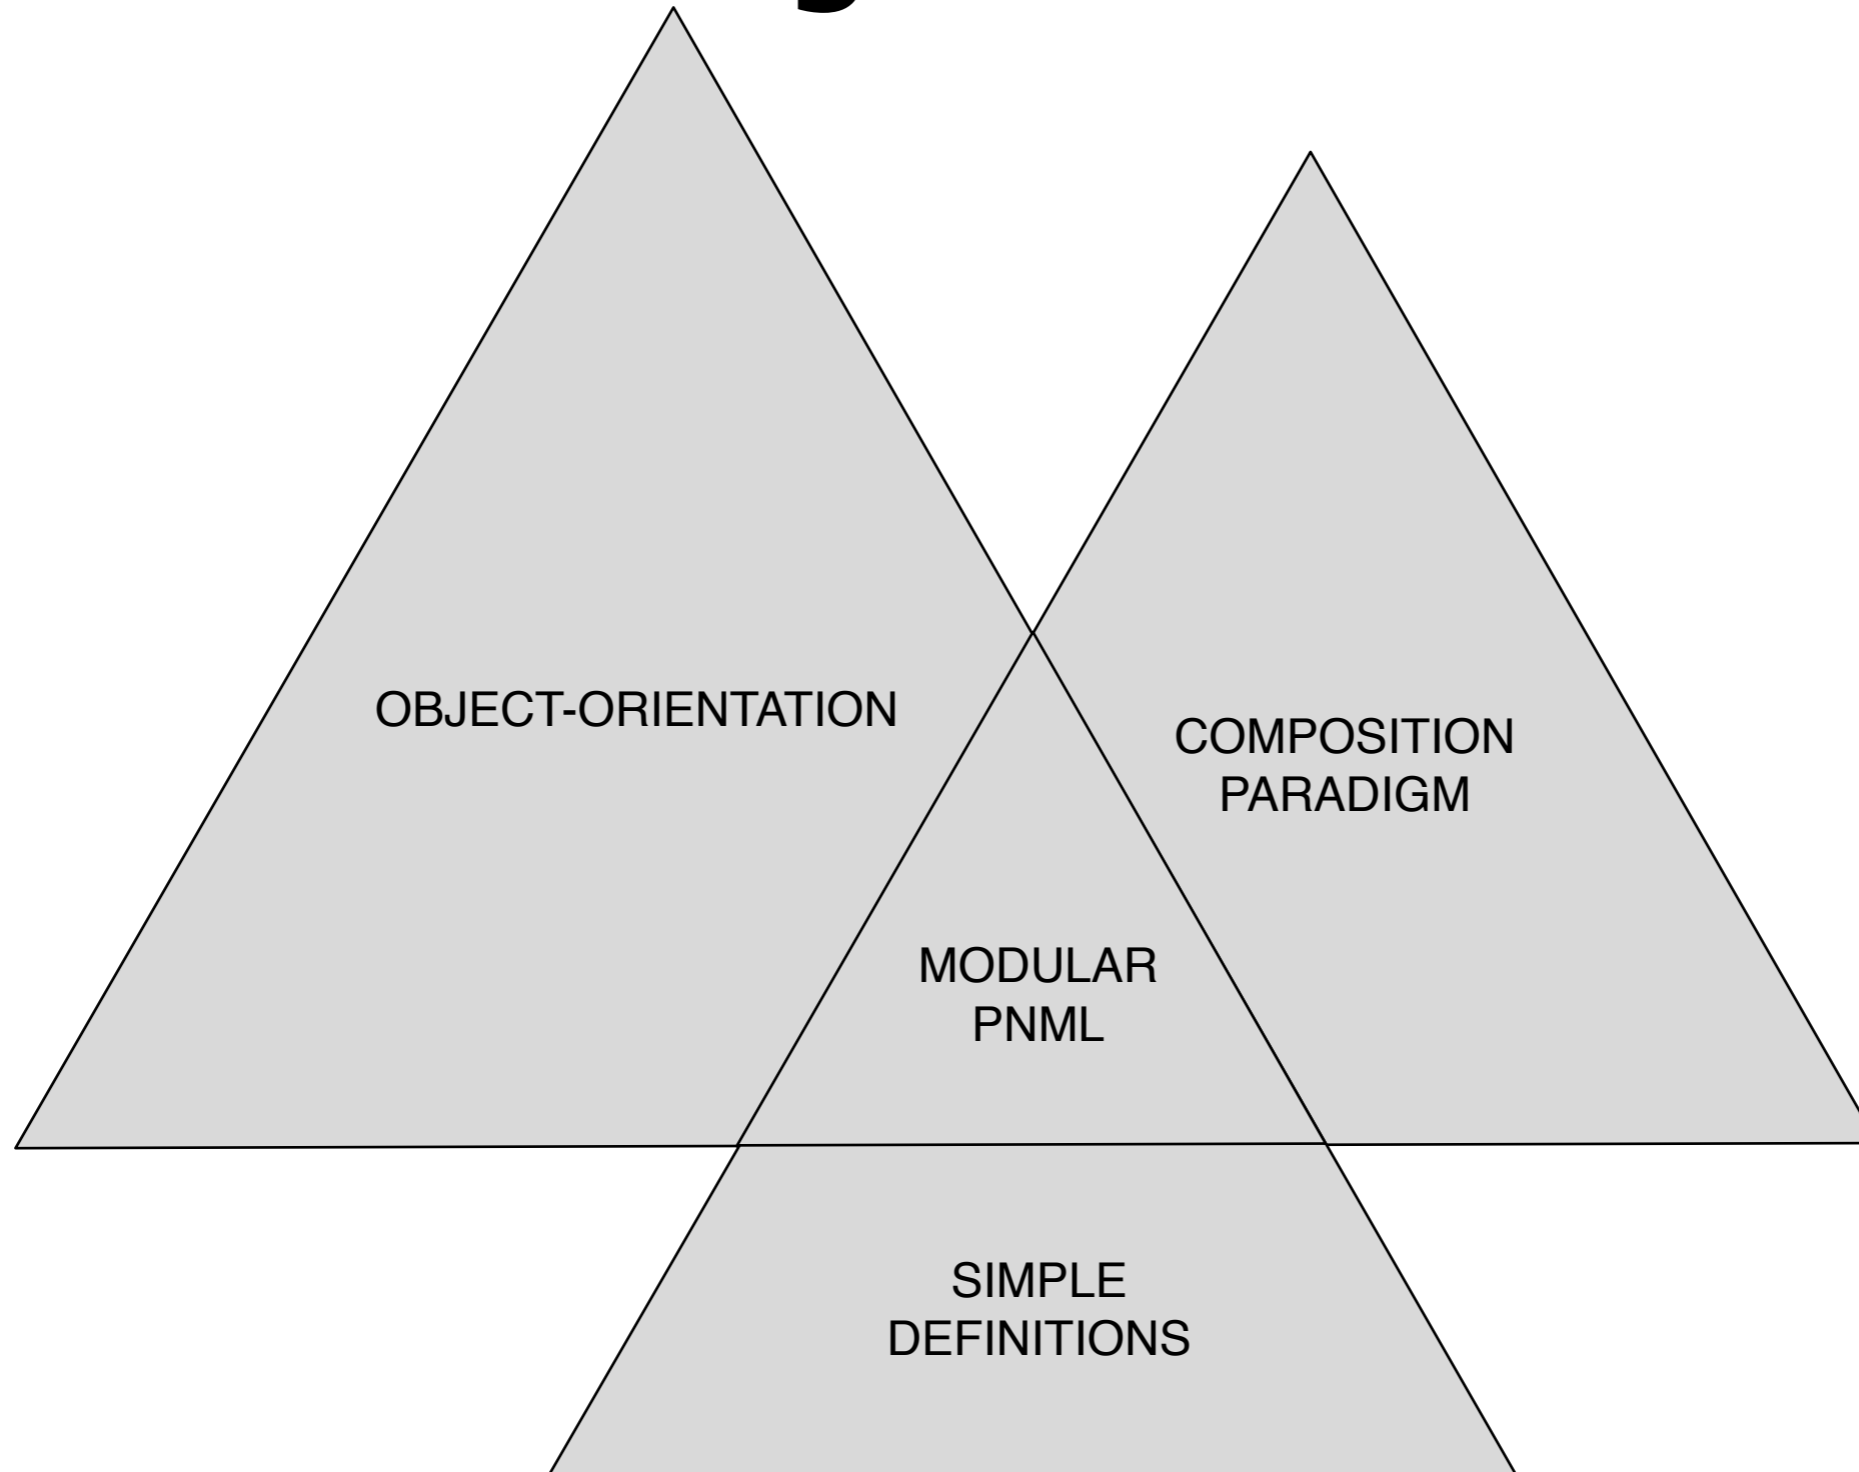 OBJECT-ORIENTATION
COMPOSITION
PARADIGM
MODULAR
PNML
SIMPLE
DEFINITIONS